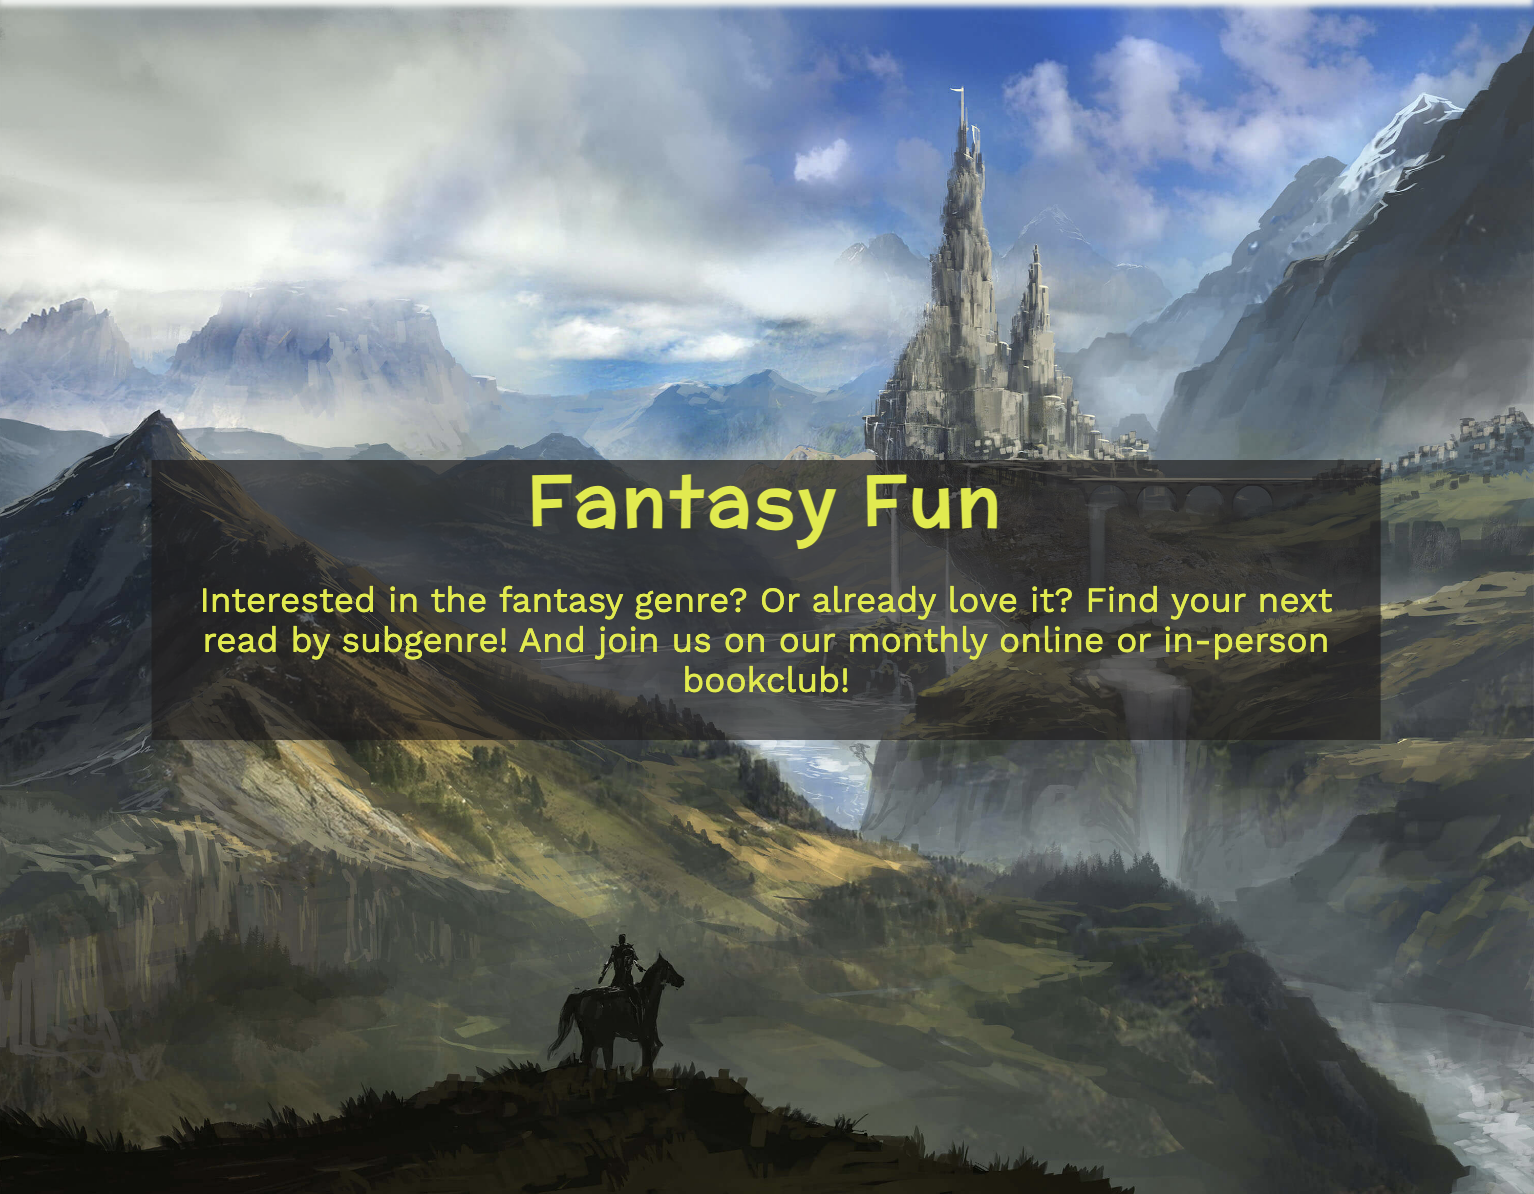 Fantasy Fun
Interested in the fantasy genre? Or already love it? Find your next
read by subgenre! And join us on our monthly online or in-person
bookclub!